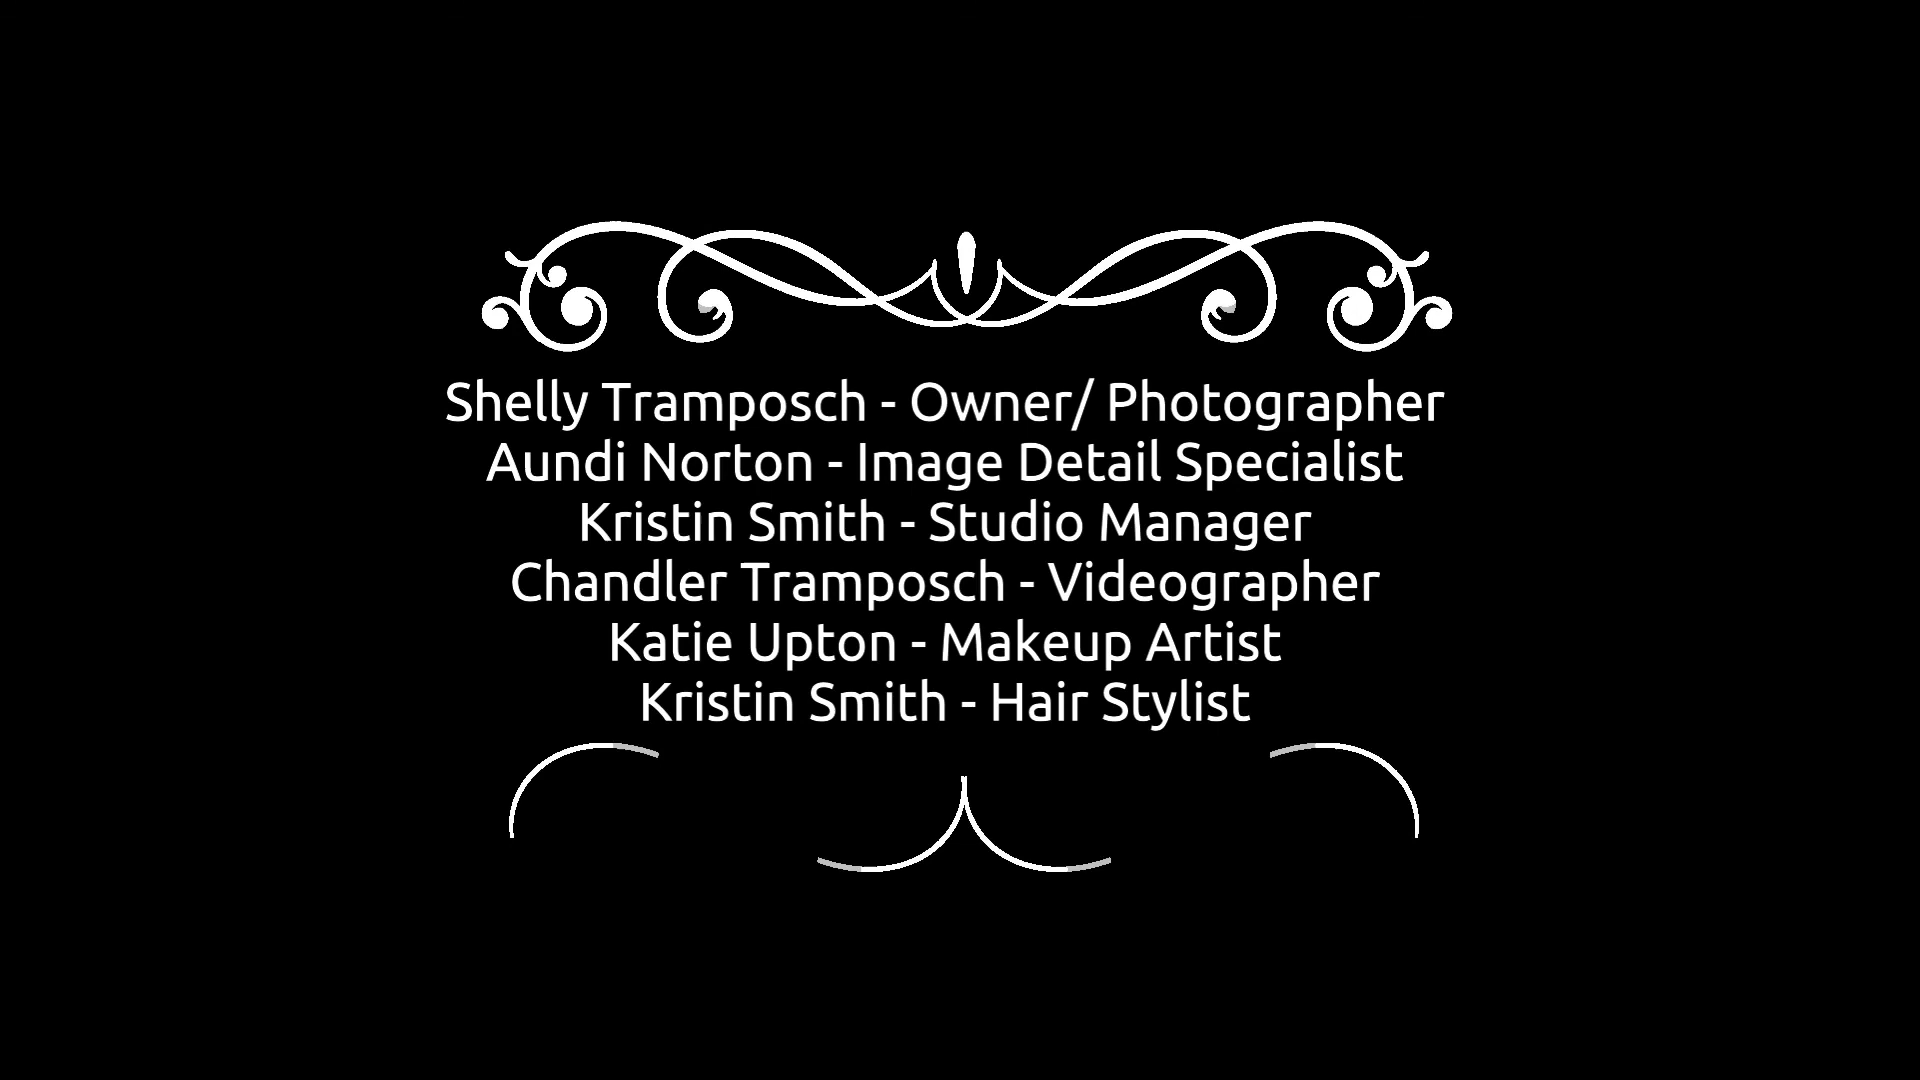 Shelly Tramposch - Owner/ Photographer
Aundi Norton - Image Detail Specialist
Kristin Smith - Studio Manager
Chandler Tramposch - Videographer
Katie Upton - Makeup Artist
Kristin Smith - Hair Stylist